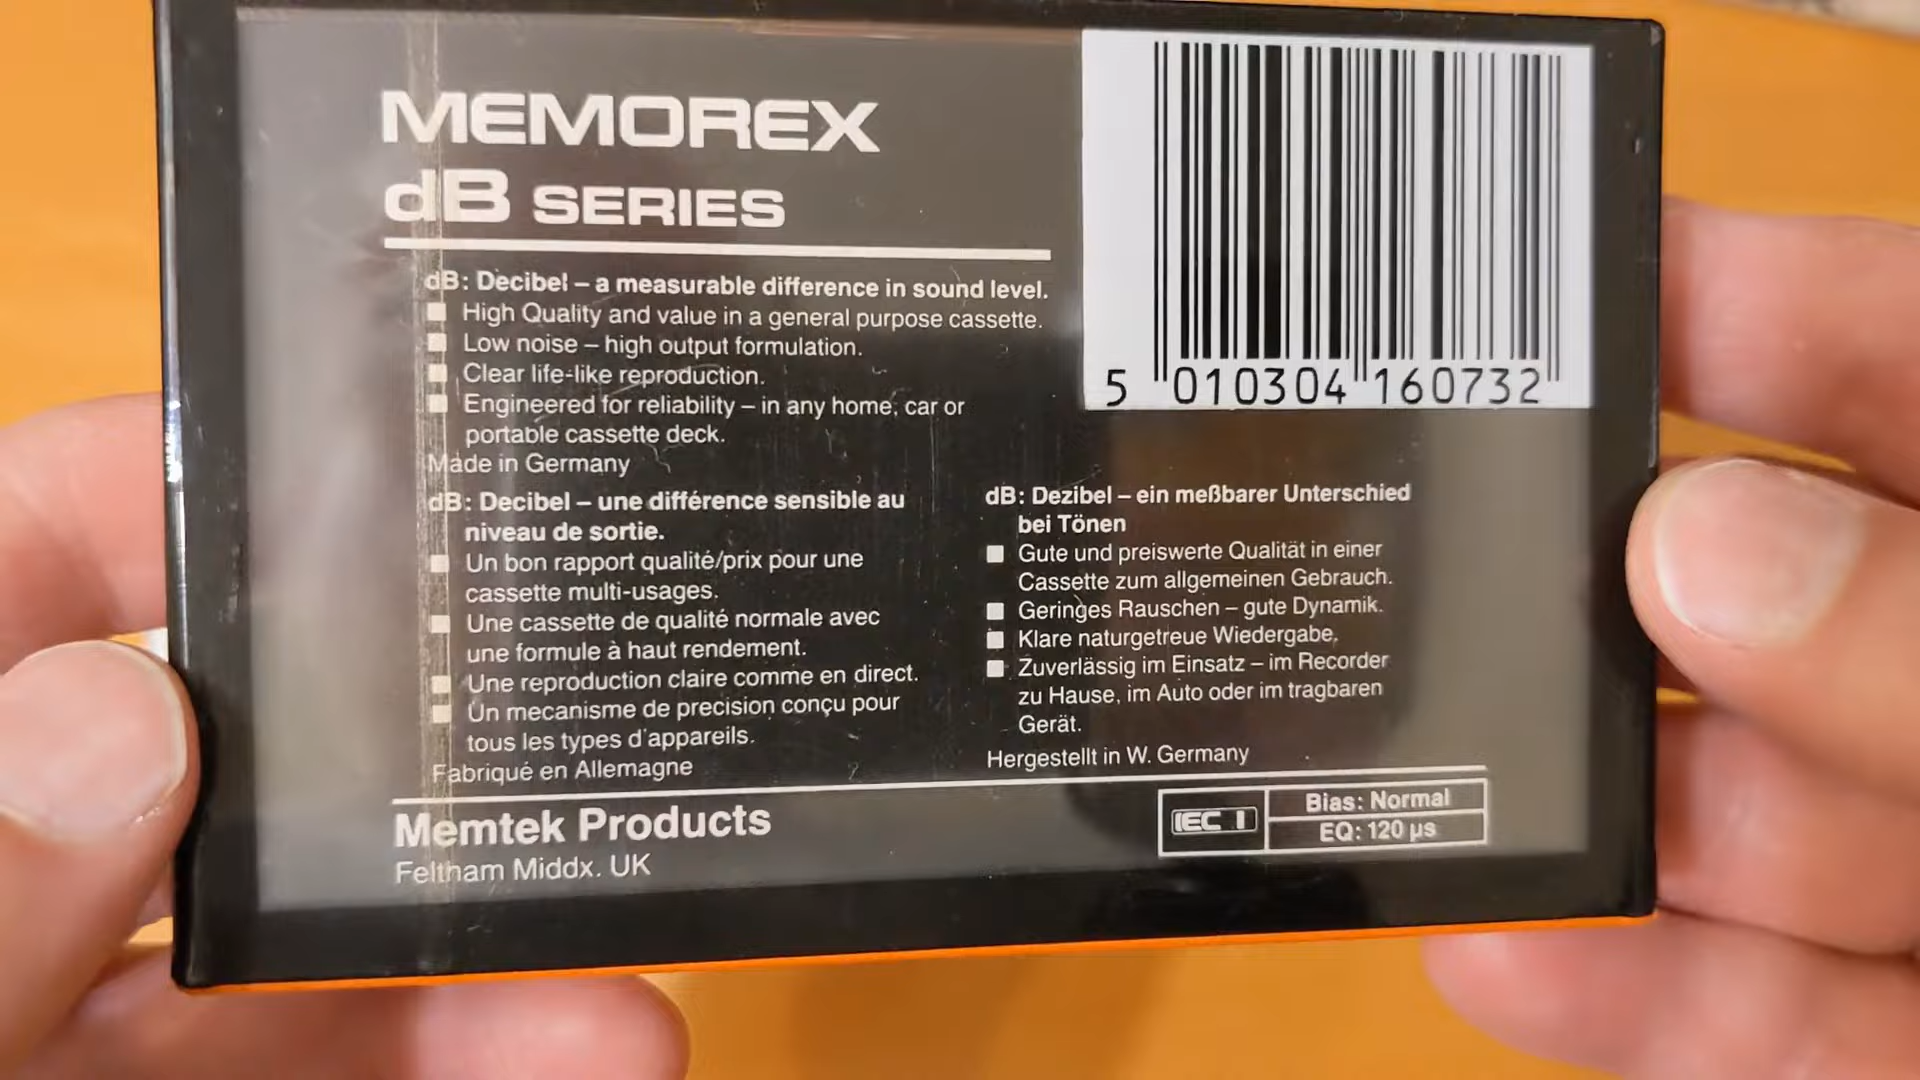 MEMOREX
dB SERIES
dB: Decibel – a measurable difference in sound level.
■ High Quality and value in a general purpose cassette.
■ Low noise – high output formulation.
■ Clear life-like reproduction.
■ Engineered for reliability – in any home, car or
portable cassette deck.
Made in Germany
dB: Decibel – une différence sensible au
niveau de sortie.
■ Un bon rapport qualité/prix pour une
cassette multi-usages.
■ Une cassette de qualité normale avec
une formule à haut rendement.
■ Une reproduction claire comme en direct.
■ Un mecanisme de precision conçu pour
tous les types d'appareils.
Fabriqué en Allemagne
dB: Dezibel – ein meßbarer Unterschied
bei Tönen
■ Gute und preiswerte Qualität in einer
Cassette zum allgemeinen Gebrauch.
■ Geringes Rauschen – gute Dynamik.
■ Klare naturgetreue Wiedergabe.
■ Zuverlässig im Einsatz – im Recorder
zu Hause, im Auto oder im tragbaren
Gerät.
Hergestellt in W. Germany
Memtek Products
Feltham Middx. UK
IEC I
Bias: Normal
EQ: 120 µs
5 010304 160732